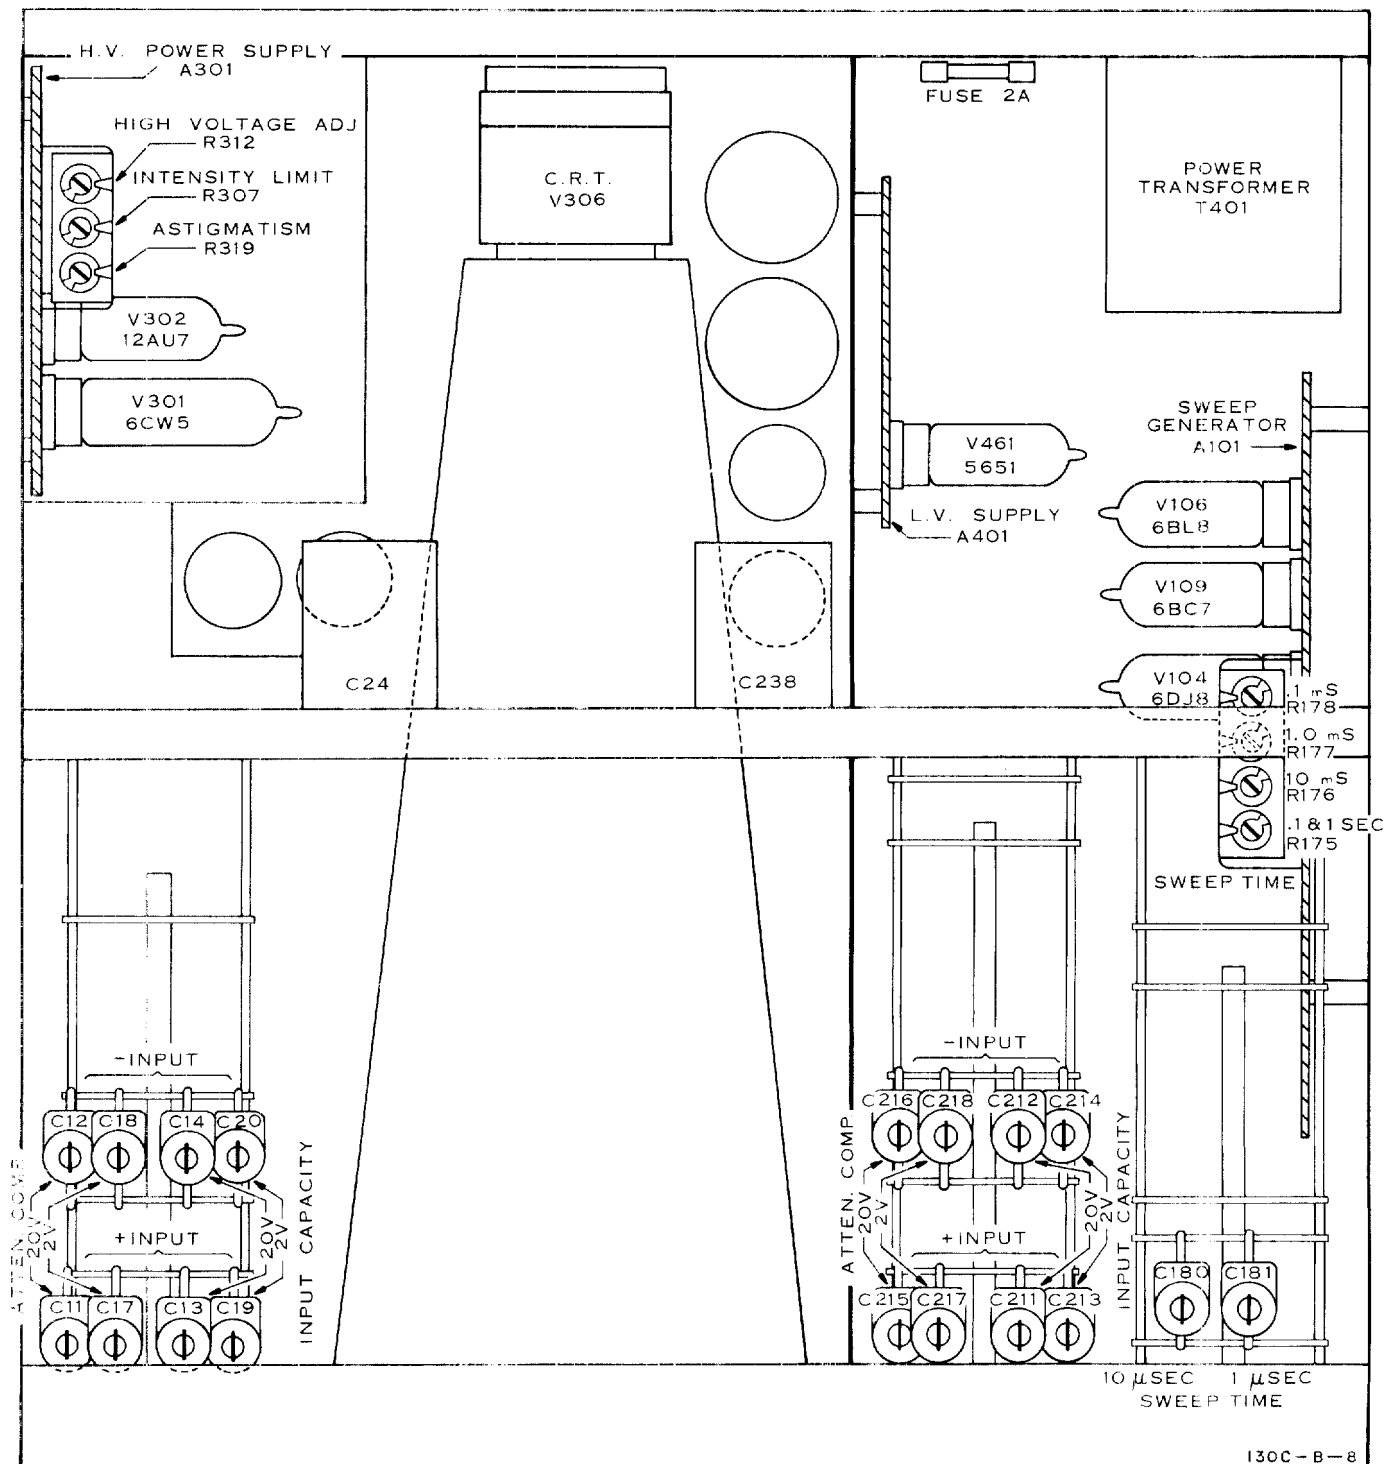 H.V. POWER SUPPLY
A301
HIGH VOLTAGE ADJ
R312
INTENSITY LIMIT
R307
ASTIGMATISM
R319
V302
12AU7
V301
6CW5
C.R.T.
V306
FUSE 2A
POWER
TRANSFORMER
T401
SWEEP
GENERATOR
A101
V461
5651
L.V. SUPPLY
A401
V106
6BL8
V109
6BC7
V104
6DJ8
C24
C238
.1 mS
R178
1.0 mS
R177
10 mS
R176
.1 & 1 SEC
R175
SWEEP TIME
-INPUT
C12 C18 C14 C20
ATTEN COMP.
20V
2V
20V
2V
INPUT CAPACITY
+INPUT
C11 C17 C13 C19
-INPUT
C216 C218 C212 C214
ATTEN. COMP.
20V
2V
20V
2V
INPUT CAPACITY
+INPUT
C215 C217 C211 C213
C180 C181
10 µSEC 1 µSEC
SWEEP TIME
130C-B-8